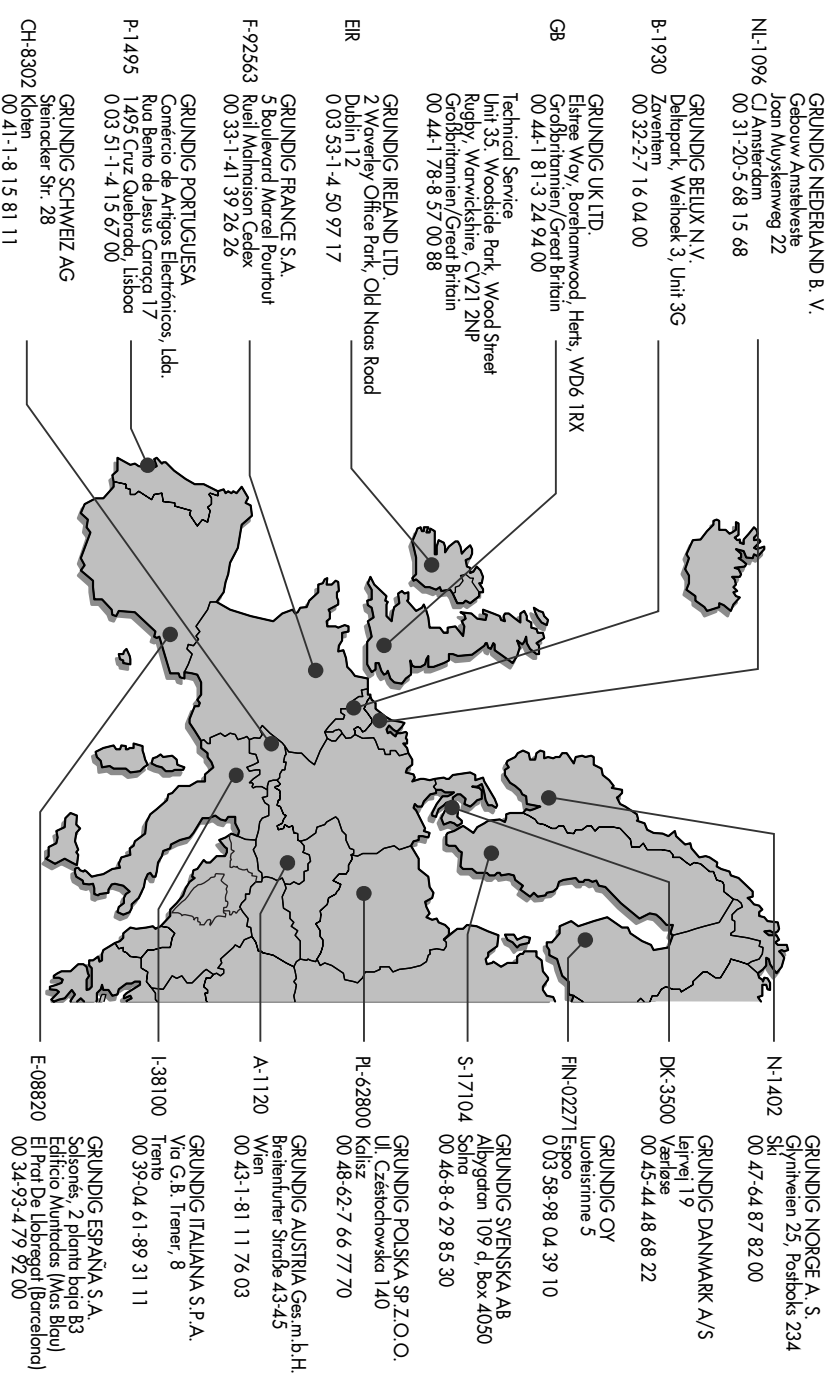 NL-1096
GRUNDIG NEDERLAND B. V.
Gebouw Amstelveste
Joan Muyskenweg 22
CJ Amsterdam
00 31-20-5 68 15 68
B-1930
GRUNDIG BELUX N.V.
Deltapark, Weihoek 3, Unit 3G
Zaventem
00 32-2-7 16 04 00
GB
GRUNDIG UK LTD.
Elstree Way, Borehamwood, Herts, WD6 1RX
Großbritannien/Great Britain
00 44-1 81-3 24 94 00
Technical Service
Unit 35, Woodside Park, Wood Street
Rugby, Warwickshire, CV21 2NP
Großbritannien/Great Britain
00 44-1 78-8 57 00 88
EIR
GRUNDIG IRELAND LTD.
2 Waverley Office Park, Old Naas Road
Dublin 12
0 03 53-1-4 50 97 17
F-92563
GRUNDIG FRANCE S.A.
5 Boulevard Marcel Pourtout
Rueil Malmaison Cedex
00 33-1-41 39 26 26
P-1495
GRUNDIG PORTUGUESA
Comércio de Artigos Electrónicos, Lda.
Rua Bento de Jesus Caraça 17
1495 Cruz Quebrada, Lisboa
0 03 51-1-4 15 67 00
CH-8302
GRUNDIG SCHWEIZ AG
Steinacker Str. 28
Kloten
00 41-1-8 15 81 11
N-1402
GRUNDIG NORGE A. S.
Glynitveien 25, Postboks 234
Ski
00 47-64 87 82 00
DK-3500
GRUNDIG DANMARK A/S
Lejrvej 19
Værløse
00 45-44 48 68 22
FIN-02271
GRUNDIG OY
Luoteisrinne 5
Espoo
0 03 58-98 04 39 10
S-17104
GRUNDIG SVENSKA AB
Albygatan 109 d, Box 4050
Solna
00 46-8-6 29 85 30
PL-62800
GRUNDIG POLSKA SP.Z.O.O.
Ul. Czéstochowska 140
Kalisz
00 48-62-7 66 77 70
A-1120
GRUNDIG AUSTRIA Ges.m.b.H.
Breitenfurter Straße 43-45
Wien
00 43-1-81 11 76 03
I-38100
GRUNDIG ITALIANA S.P.A.
Via G.B. Trener, 8
Trento
00 39-04 61-89 31 11
E-08820
GRUNDIG ESPAÑA S.A.
Solsonés, 2 planta baja B3
Edificio Muntadas (Mas Blau)
El Prat De Llobregat (Barcelona)
00 34-93-4 79 92 00